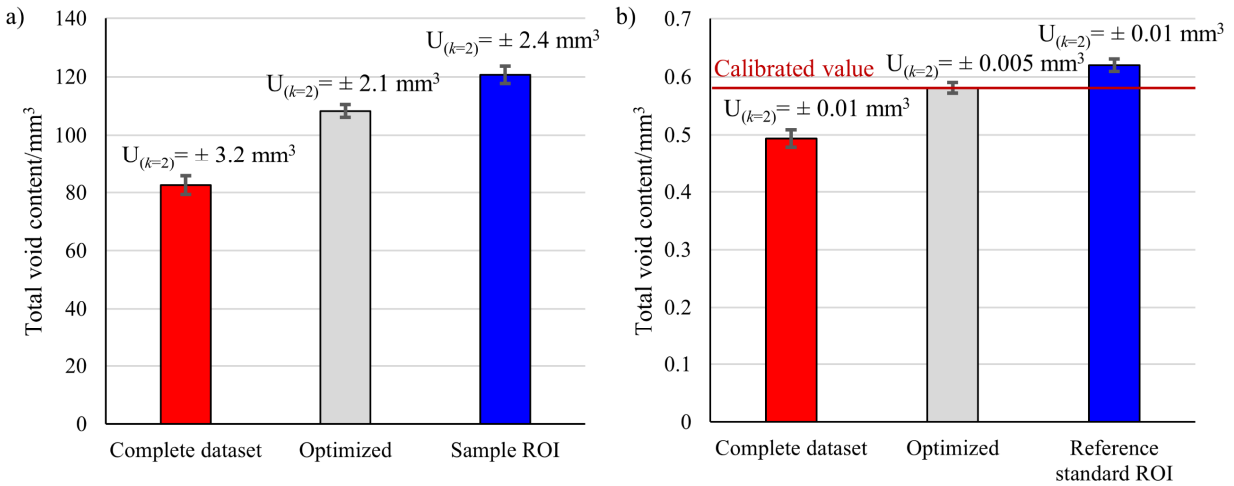 a)
Total void content/mm³
140
120
100
80
60
40
20
0
U(k=2)= ± 3.2 mm³
U(k=2)= ± 2.1 mm³
U(k=2)= ± 2.4 mm³
Complete dataset
Optimized
Sample ROI
b)
Total void content/mm³
0.7
0.6
0.5
0.4
0.3
0.2
0.1
0
Calibrated value
U(k=2)= ± 0.01 mm³
U(k=2)= ± 0.005 mm³
U(k=2)= ± 0.01 mm³
Complete dataset
Optimized
Reference
standard ROI